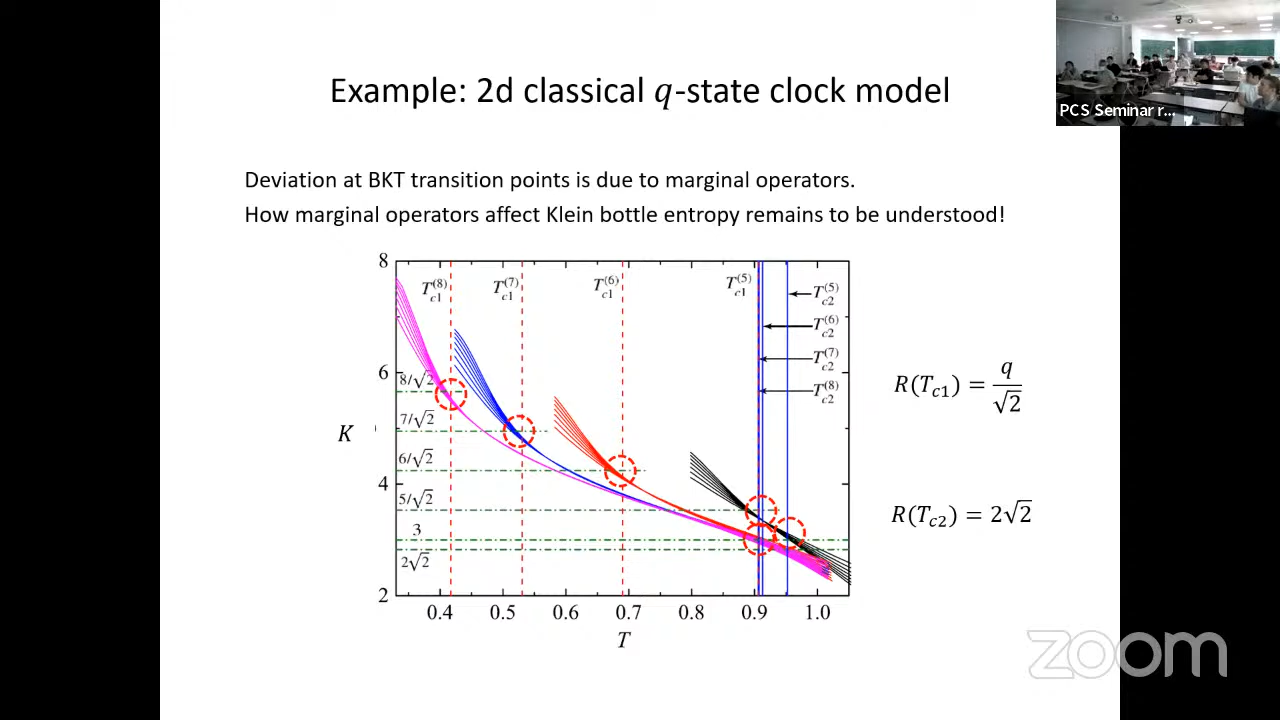 Example: 2d classical q-state clock model
PCS Seminar r...
Deviation at BKT transition points is due to marginal operators.
How marginal operators affect Klein bottle entropy remains to be understood!
8
T_{c1}^{(8)}
T_{c1}^{(7)}
T_{c1}^{(6)}
T_{c1}^{(5)}
T_{c2}^{(5)}
T_{c2}^{(6)}
T_{c2}^{(7)}
T_{c2}^{(8)}
6
8/√2
7/√2
K
6/√2
4
5/√2
3
2√2
2
0.4 0.5 0.6 0.7 0.8 0.9 1.0
T
R(T_{c1}) = q/√2
R(T_{c2}) = 2√2
zoom